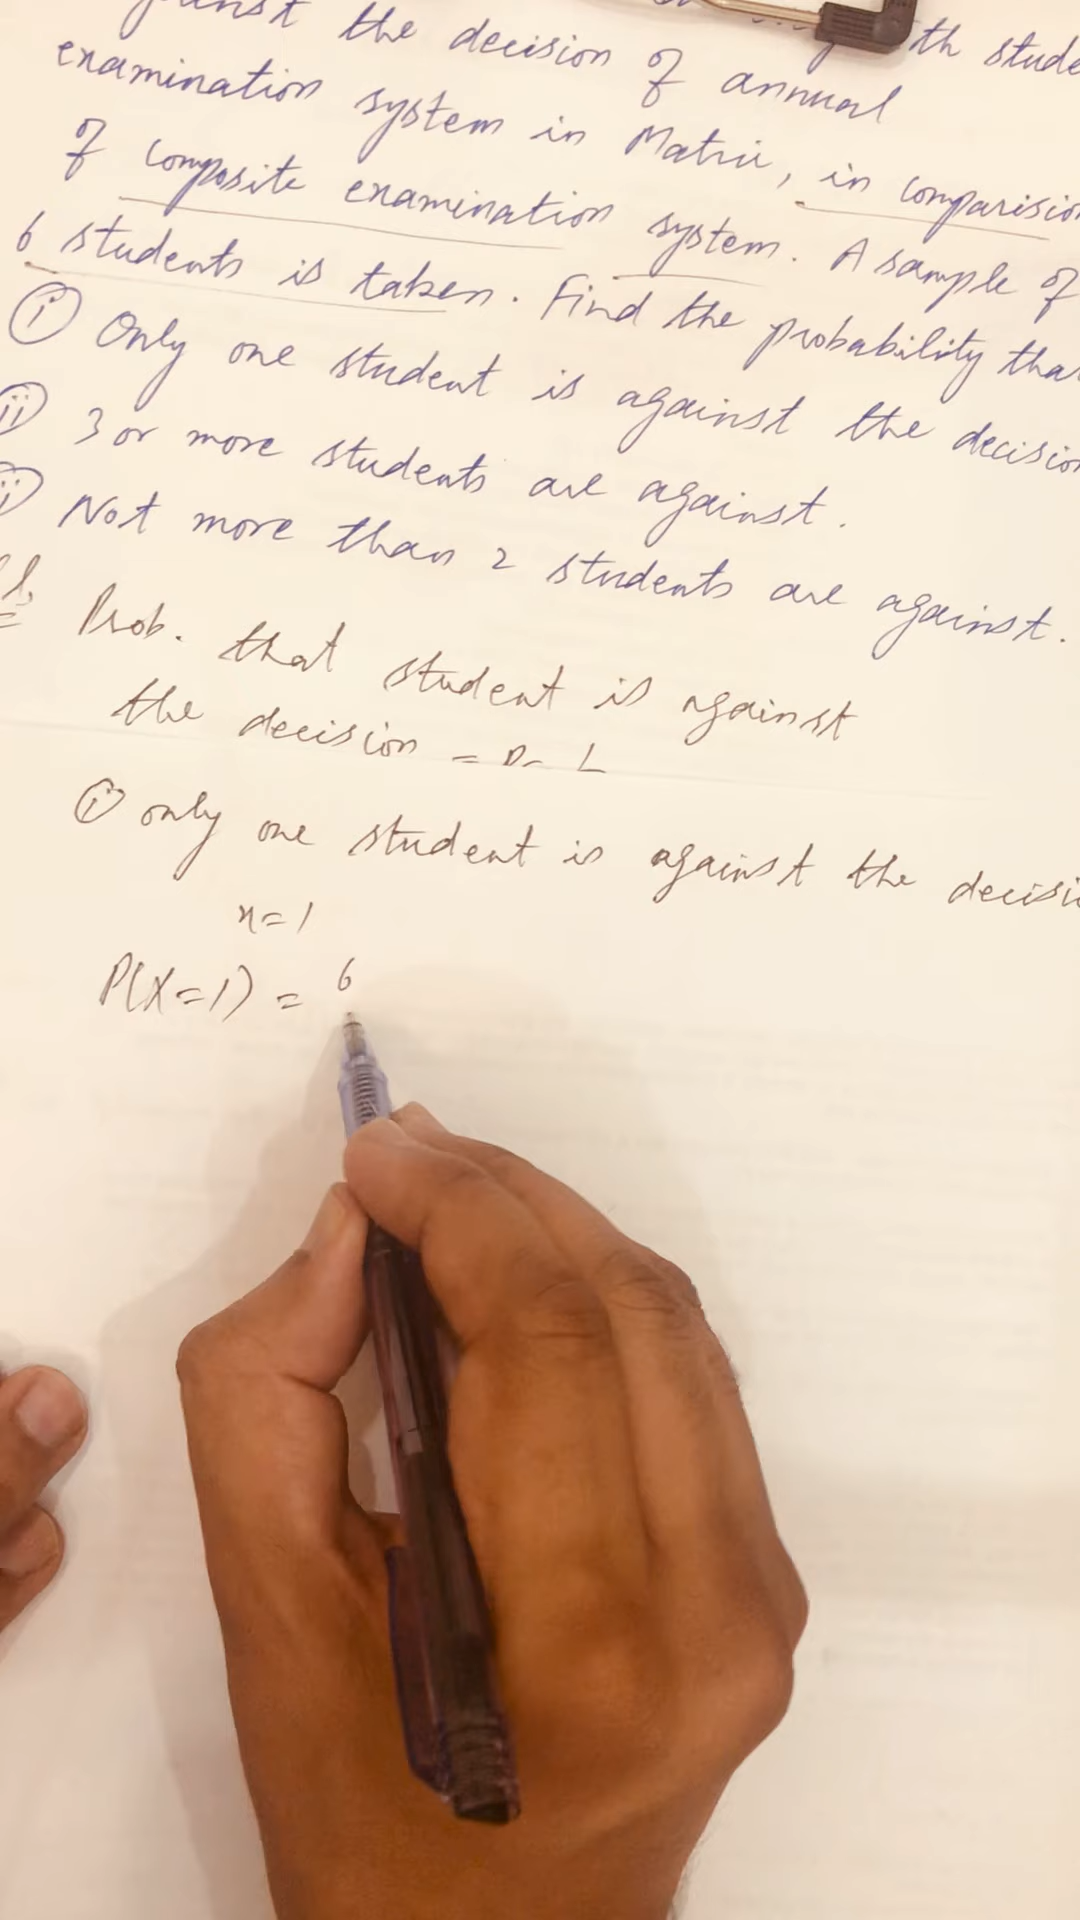 the decision of annual
th stude
examination system in Matric, in comparision
of composite examination system. A sample of
6 students is taken. Find the probability that
i Only one student is against the decision
ii 3 or more students are against.
Not more than 2 students are against.
Prob. that student is against
the decision =
i only one student is against the decisi
x=1
P(X=1) = 6